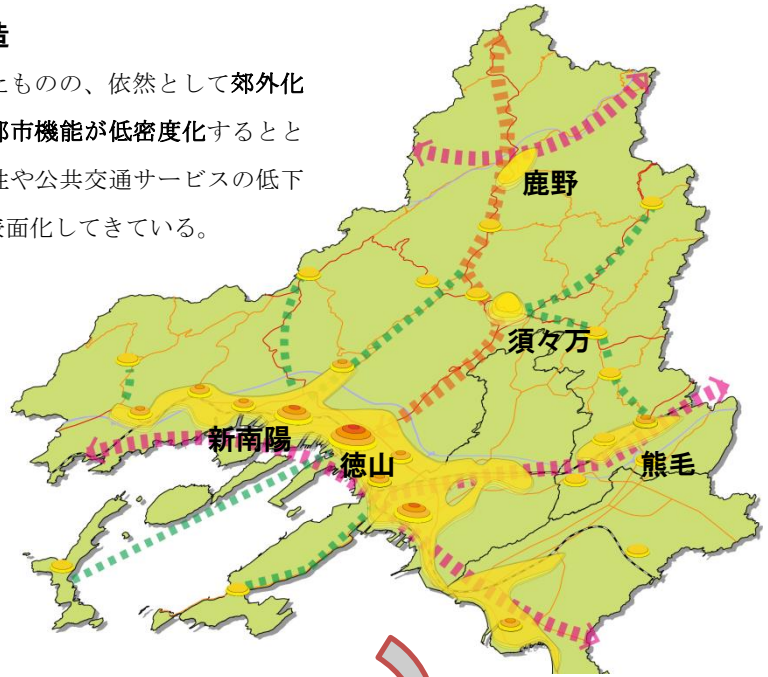 造
ものの、依然として郊外化
都市機能が低密度化するとと
性や公共交通サービスの低下
表面化してきている。
鹿野
須々万
新南陽
徳山
熊毛